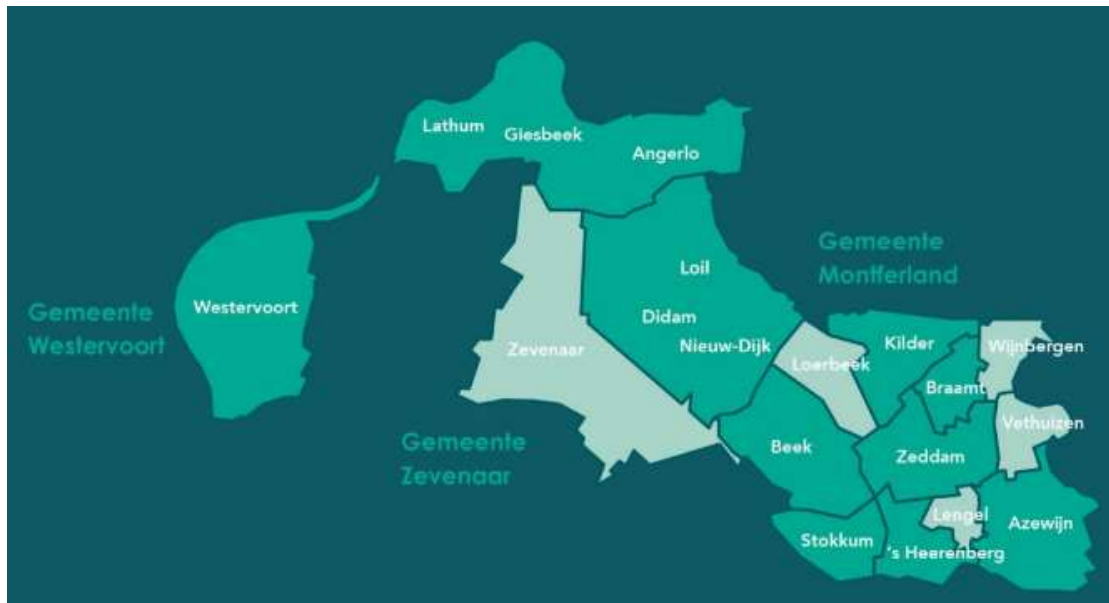 Lathum
Giesbeek
Angerlo
Gemeente
Westervoort
Westervoort
Zevenaar
Gemeente
Zevenaar
Loil
Didam
Nieuw-Dijk
Gemeente
Montferland
Kilder
Wijnbergen
Loerbeek
Braamt
Vethuizen
Beek
Zeddam
Lengel
Azewijn
Stokkum
's Heerenberg